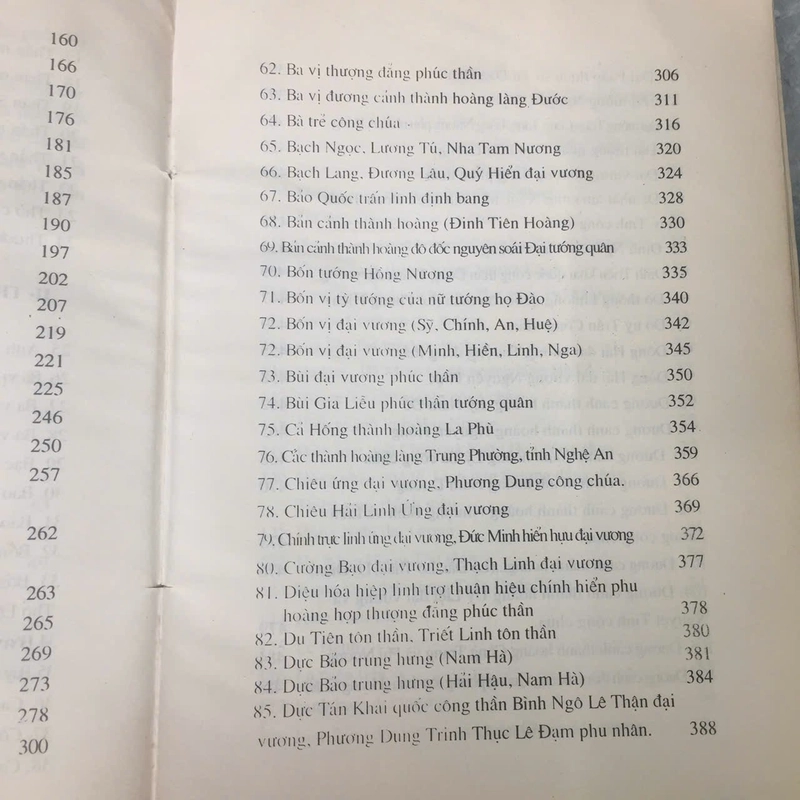 160
166
170
176
181
185
187
190
197
202
207
219
221
225
246
250
257
262
263
265
269
273
278
300
62. Ba vị thượng đẳng phúc thần 306
63. Ba vị đương cảnh thành hoàng làng Đước 311
64. Bà trẻ công chúa 316
65. Bạch Ngọc, Lương Tú, Nha Tam Nương 320
66. Bạch Lang, Đương Lâu, Quý Hiển đại vương 324
67. Bảo Quốc trấn linh định bang 328
68. Bản cảnh thành hoàng (Đinh Tiên Hoàng) 330
69. Bản cảnh thành hoàng đô đốc nguyên soái Đại tướng quân 333
70. Bốn tướng Hồng Nương 335
71. Bốn vị tỳ tướng của nữ tướng họ Đào 340
72. Bốn vị đại vương (Sỹ, Chính, An, Huệ) 342
72. Bốn vị đại vương (Minh, Hiền, Linh, Nga) 345
73. Bùi đại vương phúc thần 350
74. Bùi Gia Liễu phúc thần tướng quân 352
75. Cả Hống thành hoàng La Phù 354
76. Các thành hoàng làng Trung Phường, tỉnh Nghệ An 359
77. Chiêu ứng đại vương, Phương Dung công chúa. 366
78. Chiêu Hải Linh Ứng đại vương 369
79. Chính trực linh ứng đại vương, Đức Minh hiển hựu đại vương 372
80. Cường Bạo đại vương, Thạch Linh đại vương 377
81. Diệu hóa hiệp linh trợ thuận hiệu chính hiển phu
hoàng hợp thượng đẳng phúc thần 378
82. Du Tiên tôn thần, Triết Linh tôn thần 380
83. Dực Bảo trung hưng (Nam Hà) 381
84. Dực Bảo trung hưng (Hải Hậu, Nam Hà) 384
85. Dực Tán Khai quốc công thần Bình Ngô Lê Thận đại
vương, Phương Dung Trinh Thục Lê Đạm phu nhân. 388